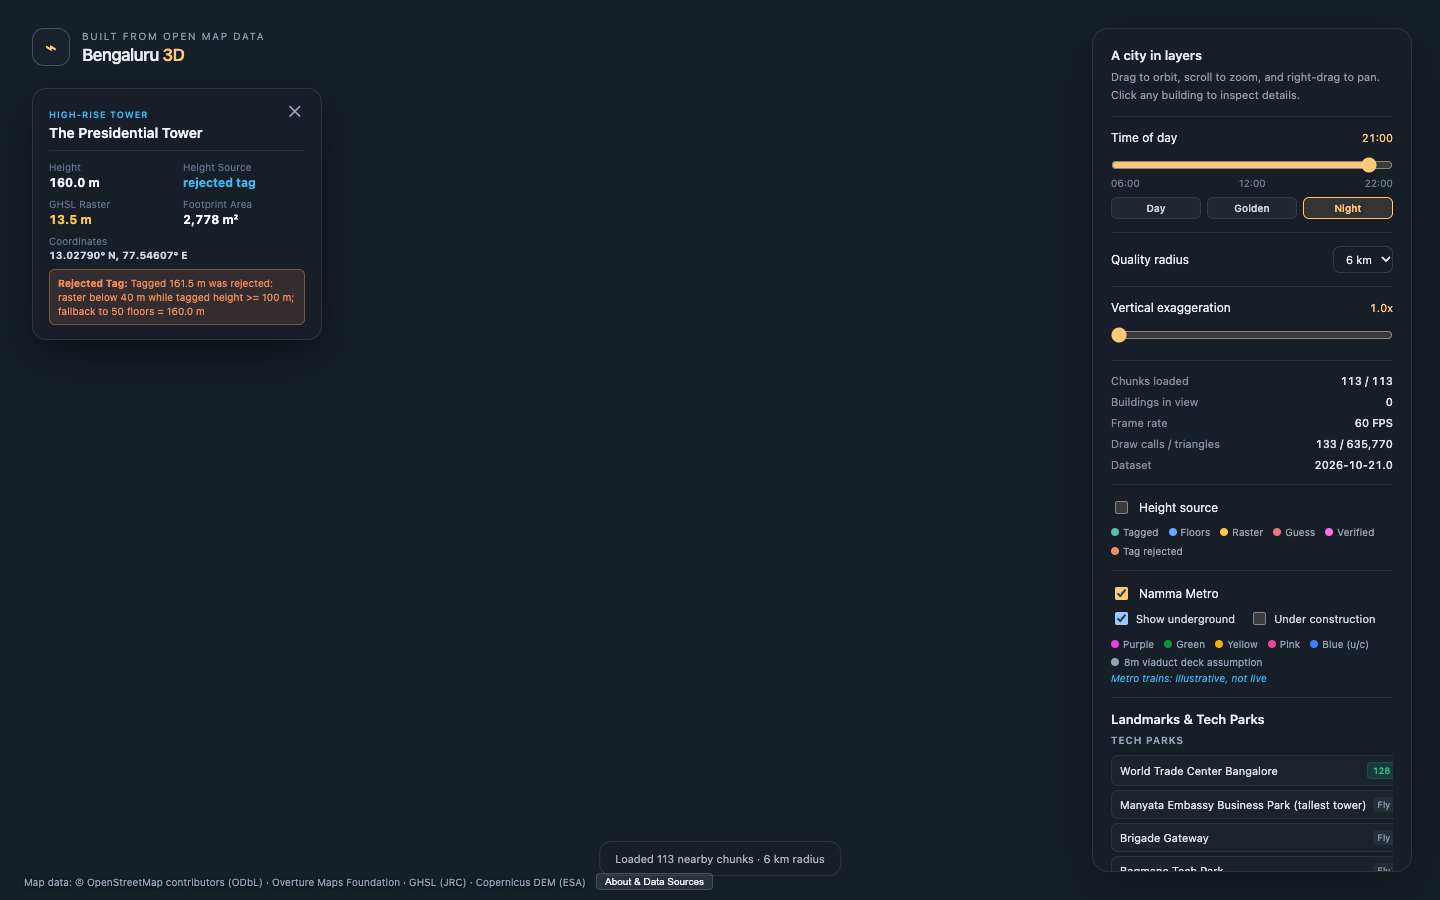 BUILT FROM OPEN MAP DATA
Bengaluru 3D
HIGH-RISE TOWER
The Presidential Tower
Height
160.0 m
Height Source
rejected tag
GHSL Raster
13.5 m
Footprint Area
2,778 m²
Coordinates
13.02790° N, 77.54607° E
Rejected Tag: Tagged 161.5 m was rejected:
raster below 40 m while tagged height >= 100 m;
fallback to 50 floors = 160.0 m
A city in layers
Drag to orbit, scroll to zoom, and right-drag to pan.
Click any building to inspect details.
Time of day 21:00
06:00 12:00 22:00
Day Golden Night
Quality radius 6 km
Vertical exaggeration 1.0x
Chunks loaded 113 / 113
Buildings in view 0
Frame rate 60 FPS
Draw calls / triangles 133 / 635,770
Dataset 2026-10-21.0
Height source
Tagged Floors Raster Guess Verified
Tag rejected
Namma Metro
Show underground Under construction
Purple Green Yellow Pink Blue (u/c)
8m viaduct deck assumption
Metro trains: illustrative, not live
Landmarks & Tech Parks
TECH PARKS
World Trade Center Bangalore 128
Manyata Embassy Business Park (tallest tower) Fly
Brigade Gateway Fly
Bagmane Tech Park Fly
Loaded 113 nearby chunks · 6 km radius
Map data: © OpenStreetMap contributors (ODbL) · Overture Maps Foundation · GHSL (JRC) · Copernicus DEM (ESA) About & Data Sources